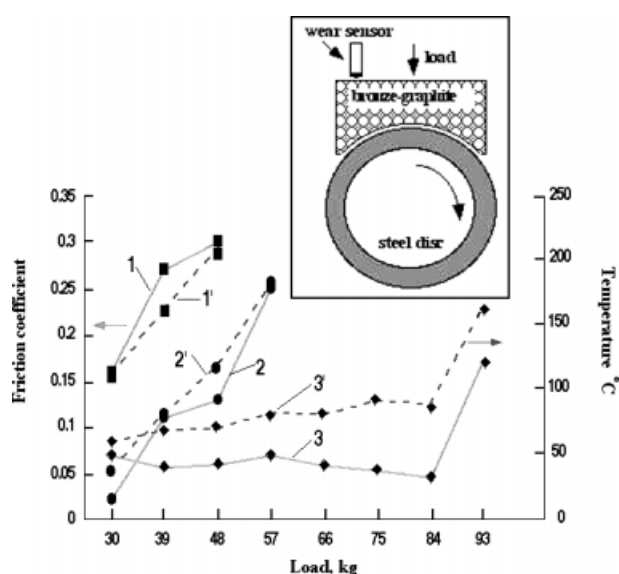 wear sensor
load
bronze-graphite
steel disc
0.35
0.3
0.25
0.2
0.15
0.1
0.05
0
Friction coefficient
250
200
150
100
50
0
Temperature °C
1
1'
2'
2
3'
3
30 39 48 57 66 75 84 93
Load, kg